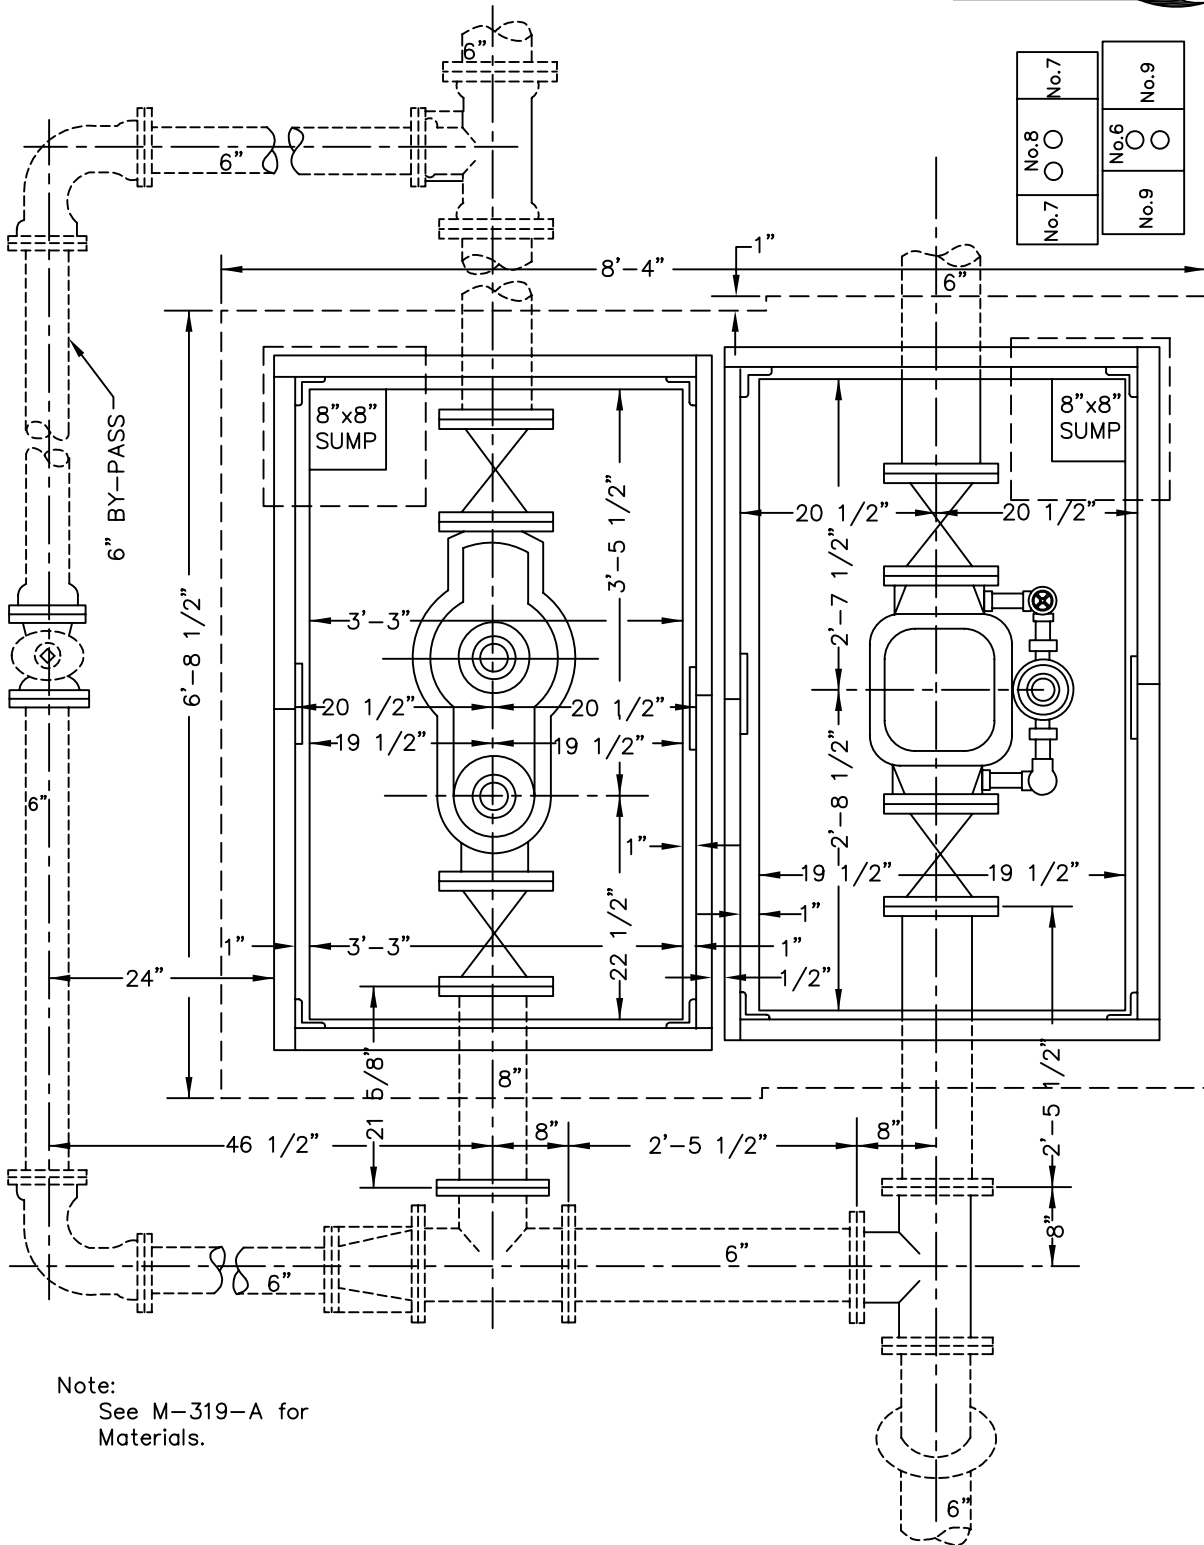 6”
No.7
No.9
No.8
No.6
No.7
No.9
6”
1”
8'-4”
6”
8”x8”
SUMP
8”x8”
SUMP
6” BY-PASS
20 1/2”
20 1/2”
3'-5 1/2”
2'-7 1/2”
6'-8 1/2”
3'-3”
20 1/2”
20 1/2”
19 1/2”
19 1/2”
6”
2'-8 1/2”
1”
19 1/2”
19 1/2”
1”
22 1/2”
1”
3'-3”
1”
24”
1/2”
21 5/8”
8”
2'-5 1/2”
46 1/2”
8”
2'-5 1/2”
8”
8”
6”
6”
Note:
See M-319-A for
Materials.
6”